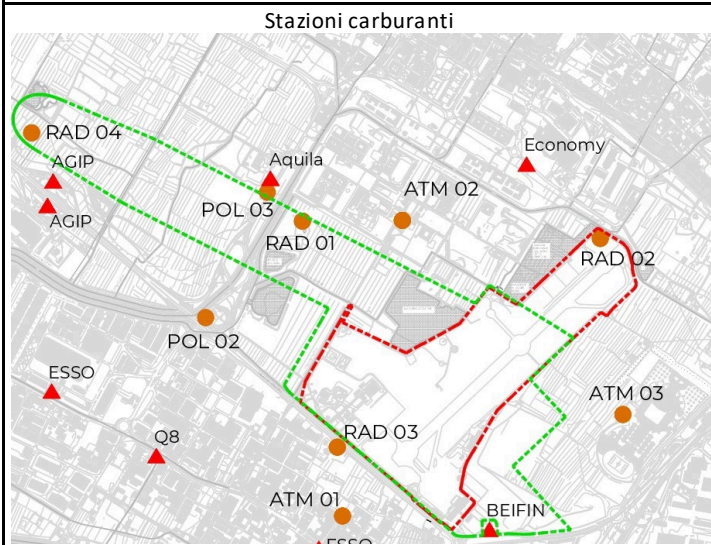 Stazioni carburanti
RAD 04
AGIP
AGIP
Aquila
Economy
POL 03
ATM 02
RAD 01
RAD 02
POL 02
ESSO
Q8
RAD 03
ATM 03
ATM 01
BEIFIN
ESSO